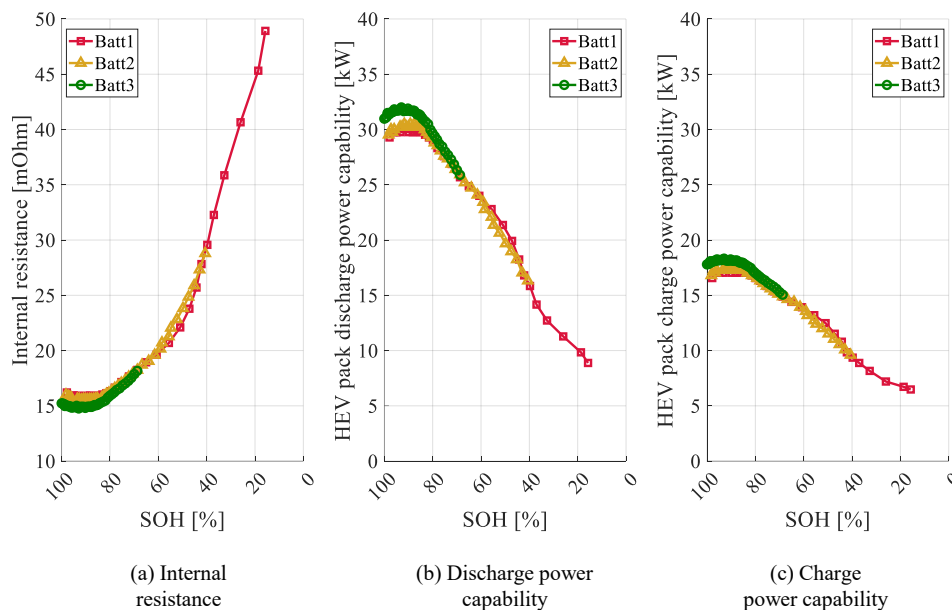 Internal resistance [mOhm]
50
45
40
35
30
25
20
15
10
Batt1
Batt2
Batt3
100
80
60
40
20
0
SOH [%]
(a) Internal
resistance
HEV pack discharge power capability [kW]
40
35
30
25
20
15
10
5
0
Batt1
Batt2
Batt3
100
80
60
40
20
0
SOH [%]
(b) Discharge power
capability
HEV pack charge power capability [kW]
40
35
30
25
20
15
10
5
0
Batt1
Batt2
Batt3
100
80
60
40
20
0
SOH [%]
(c) Charge
power capability